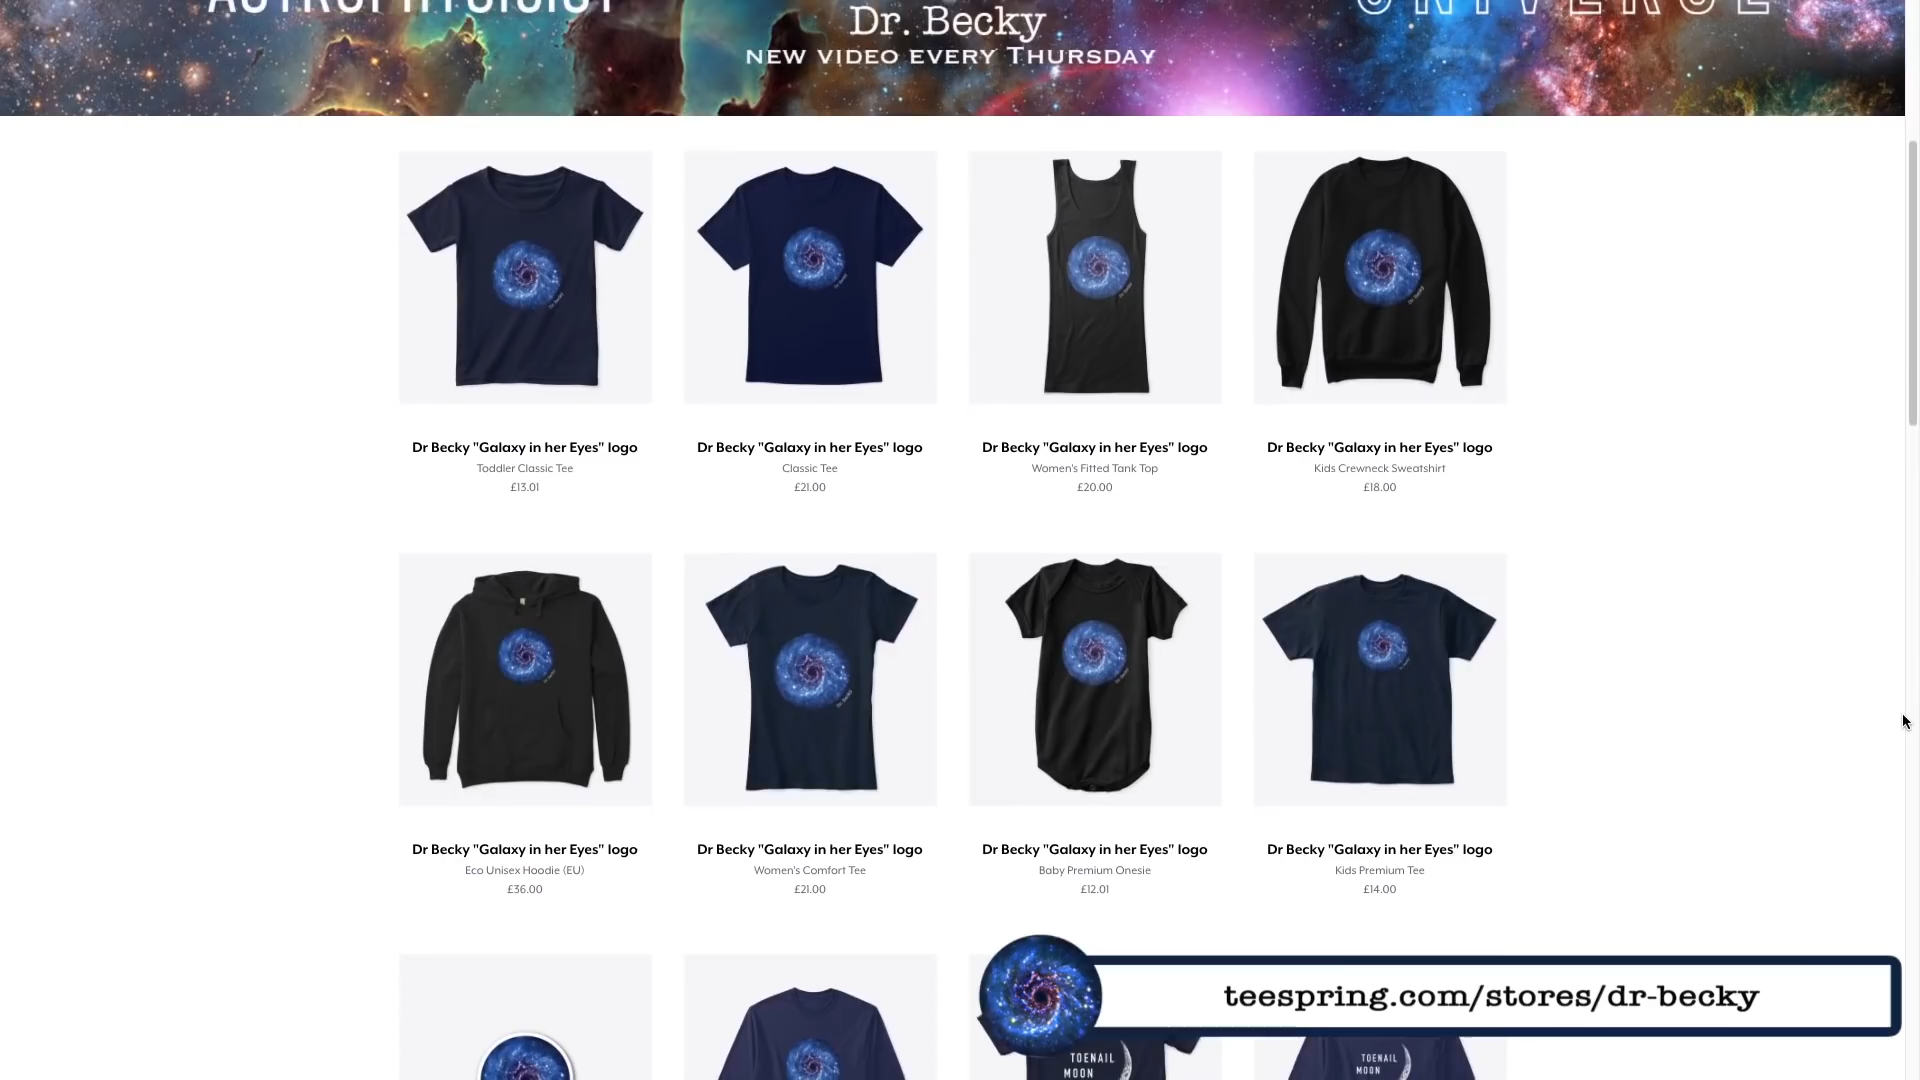 ASTROPHYSICIST
UNIVERSE
Dr. Becky
NEW VIDEO EVERY THURSDAY
Dr Becky "Galaxy in her Eyes" logo
Toddler Classic Tee
£13.01
Dr Becky "Galaxy in her Eyes" logo
Classic Tee
£21.00
Dr Becky "Galaxy in her Eyes" logo
Women's Fitted Tank Top
£20.00
Dr Becky "Galaxy in her Eyes" logo
Kids Crewneck Sweatshirt
£18.00
Dr Becky "Galaxy in her Eyes" logo
Eco Unisex Hoodie (EU)
£36.00
Dr Becky "Galaxy in her Eyes" logo
Women's Comfort Tee
£21.00
Dr Becky "Galaxy in her Eyes" logo
Baby Premium Onesie
£12.01
Dr Becky "Galaxy in her Eyes" logo
Kids Premium Tee
£14.00
teespring.com/stores/dr-becky
TOENAIL
MOON
TOENAIL
MOON